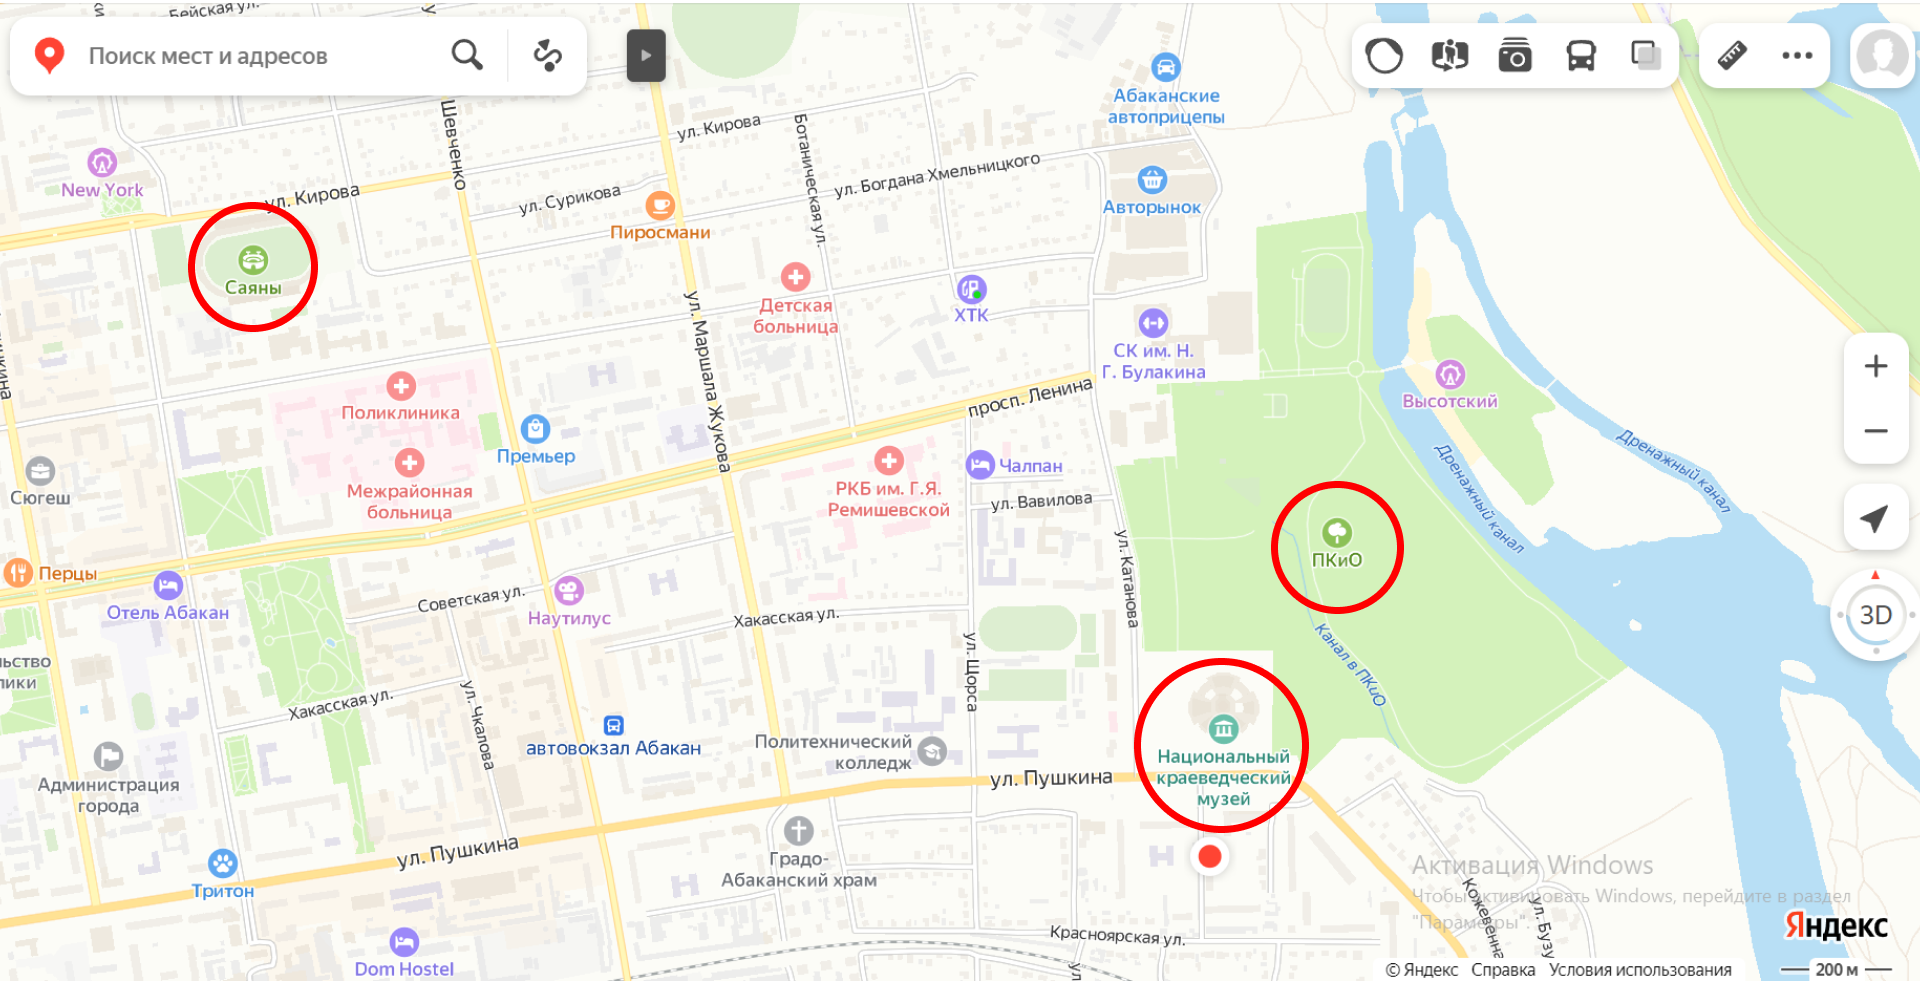 Бейская ул.
Поиск мест и адресов
Шевченко
ул. Кирова
Ботаническая ул.
Абаканские
автоприцепы
New York
ул. Кирова
ул. Сурикова
ул. Богдана Хмельницкого
Авторынок
Пиросмани
Саяны
Детская
больница
ХТК
ул. Маршала Жукова
СК им. Н.
Г. Булакина
Высотский
Поликлиника
просп. Ленина
Премьер
Межрайонная
больница
Сюгеш
РКБ им. Г.Я.
Ремишевской
Чалпан
ул. Вавилова
Дренажный канал
Дренажный канал
ул. Катанова
ПКиО
Перцы
Отель Абакан
Советская ул.
Наутилус
Хакасская ул.
3D
ул. Щорса
Канал в ПКиО
Хакасская ул.
ул. Чкалова
автовокзал Абакан
Политехнический
колледж
ул. Пушкина
Национальный
краеведческий
музей
Администрация
города
ул. Пушкина
Градо-
Абаканский храм
Тритон
Активация Windows
Чтобы активировать Windows, перейдите в раздел
"Параметры".
Кожевенна
ул. Бузу
Яндекс
Красноярская ул.
Dom Hostel
© Яндекс Справка Условия использования
200 м